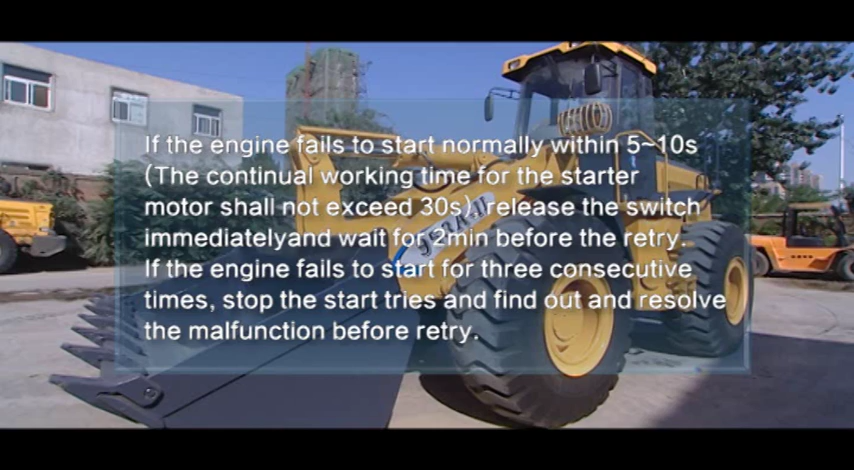 If the engine fails to start normally within 5~10s
(The continual working time for the starter
motor shall not exceed 30s), release the switch
immediatelyand wait for 2min before the retry.
If the engine fails to start for three consecutive
times, stop the start tries and find out and resolve
the malfunction before retry.